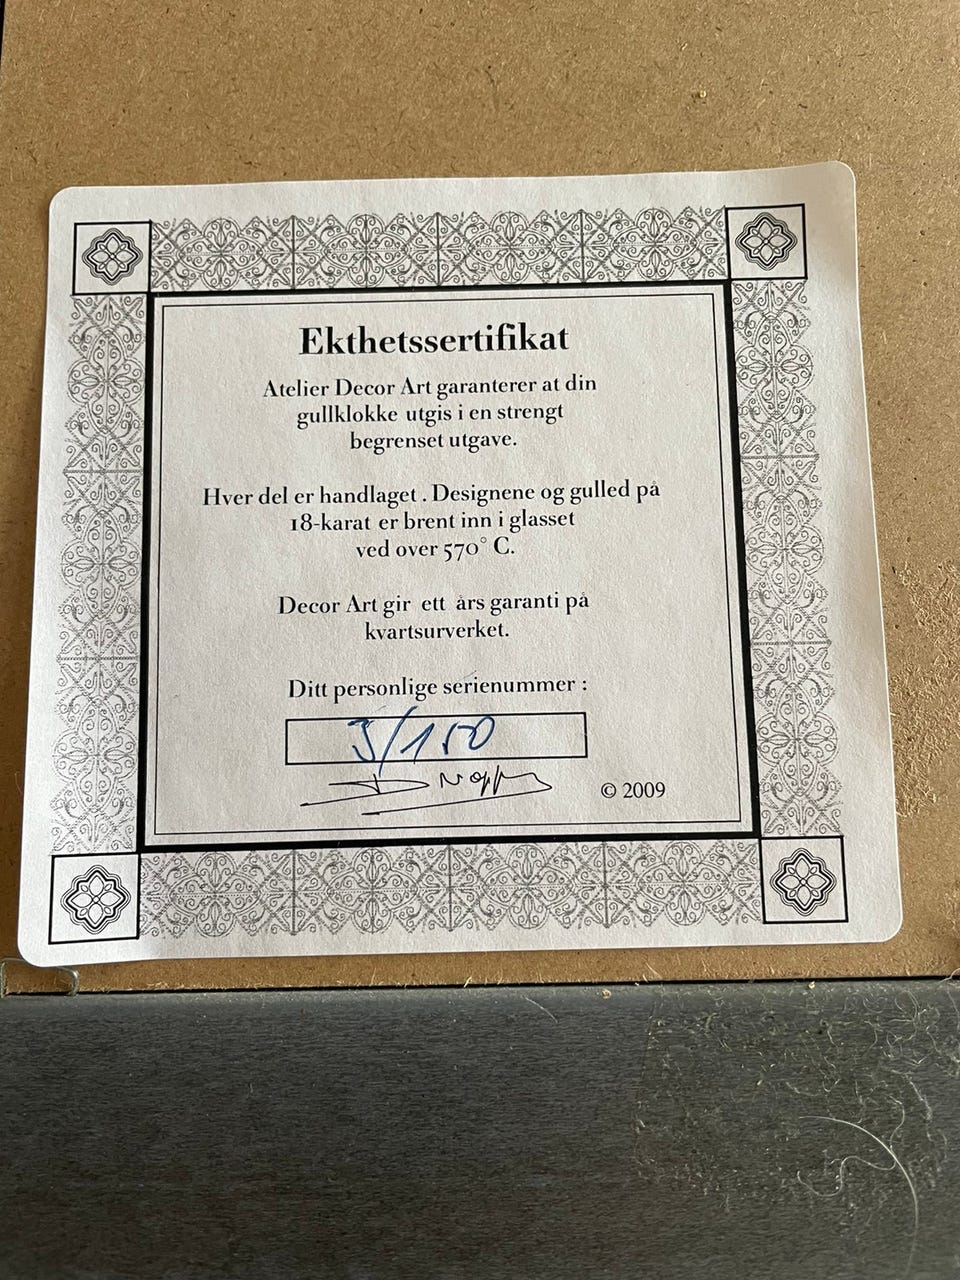 Ekthetssertifikat
Atelier Decor Art garanterer at din
gullklokke utgis i en strengt
begrenset utgave.
Hver del er handlaget . Designene og gulled på
18-karat er brent inn i glasset
ved over 570° C.
Decor Art gir ett års garanti på
kvartsurverket.
Ditt personlige serienummer :
3/150
© 2009